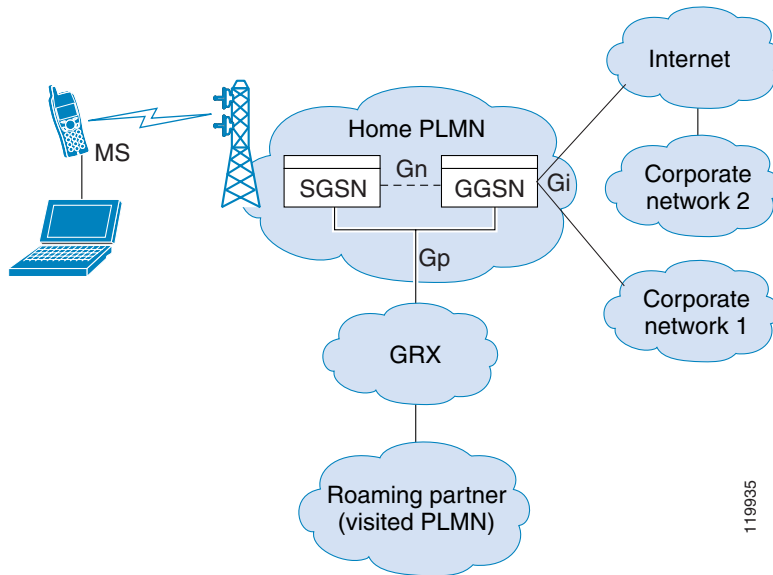 Internet
MS
Home PLMN
SGSN
Gn
GGSN
Gi
Corporate
network 2
Gp
Corporate
network 1
GRX
Roaming partner
(visited PLMN)
119935